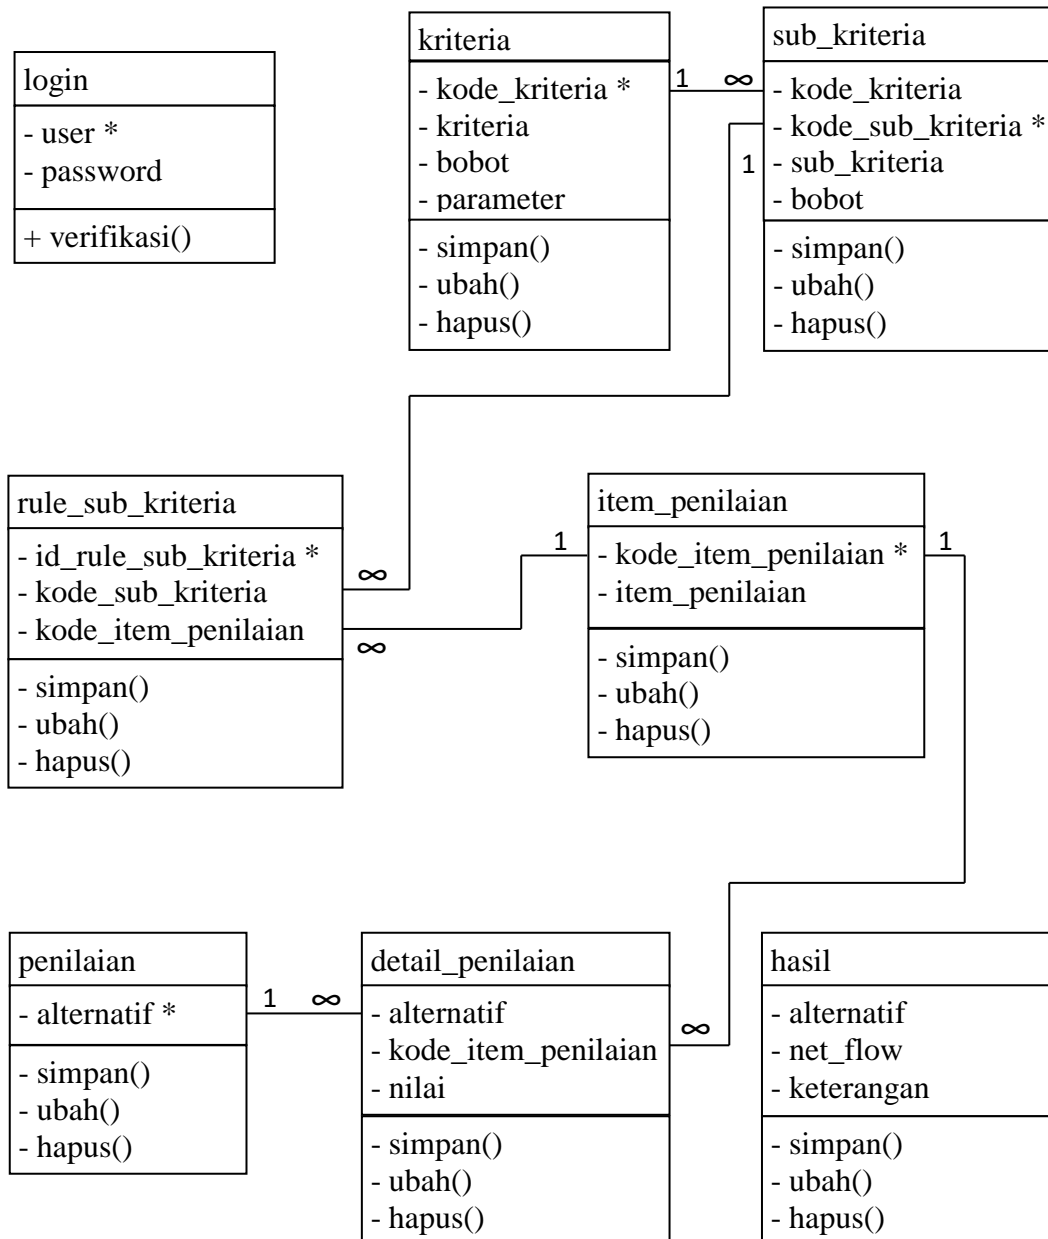 login
- user *
- password
+ verifikasi()
kriteria
- kode_kriteria *
- kriteria
- bobot
- parameter
- simpan()
- ubah()
- hapus()
1
∞
sub_kriteria
- kode_kriteria
- kode_sub_kriteria *
- sub_kriteria
- bobot
- simpan()
- ubah()
- hapus()
1
rule_sub_kriteria
- id_rule_sub_kriteria *
- kode_sub_kriteria
- kode_item_penilaian
- simpan()
- ubah()
- hapus()
∞
∞
1
item_penilaian
- kode_item_penilaian *
- item_penilaian
- simpan()
- ubah()
- hapus()
1
penilaian
- alternatif *
- simpan()
- ubah()
- hapus()
1
∞
detail_penilaian
- alternatif
- kode_item_penilaian
- nilai
- simpan()
- ubah()
- hapus()
∞
hasil
- alternatif
- net_flow
- keterangan
- simpan()
- ubah()
- hapus()